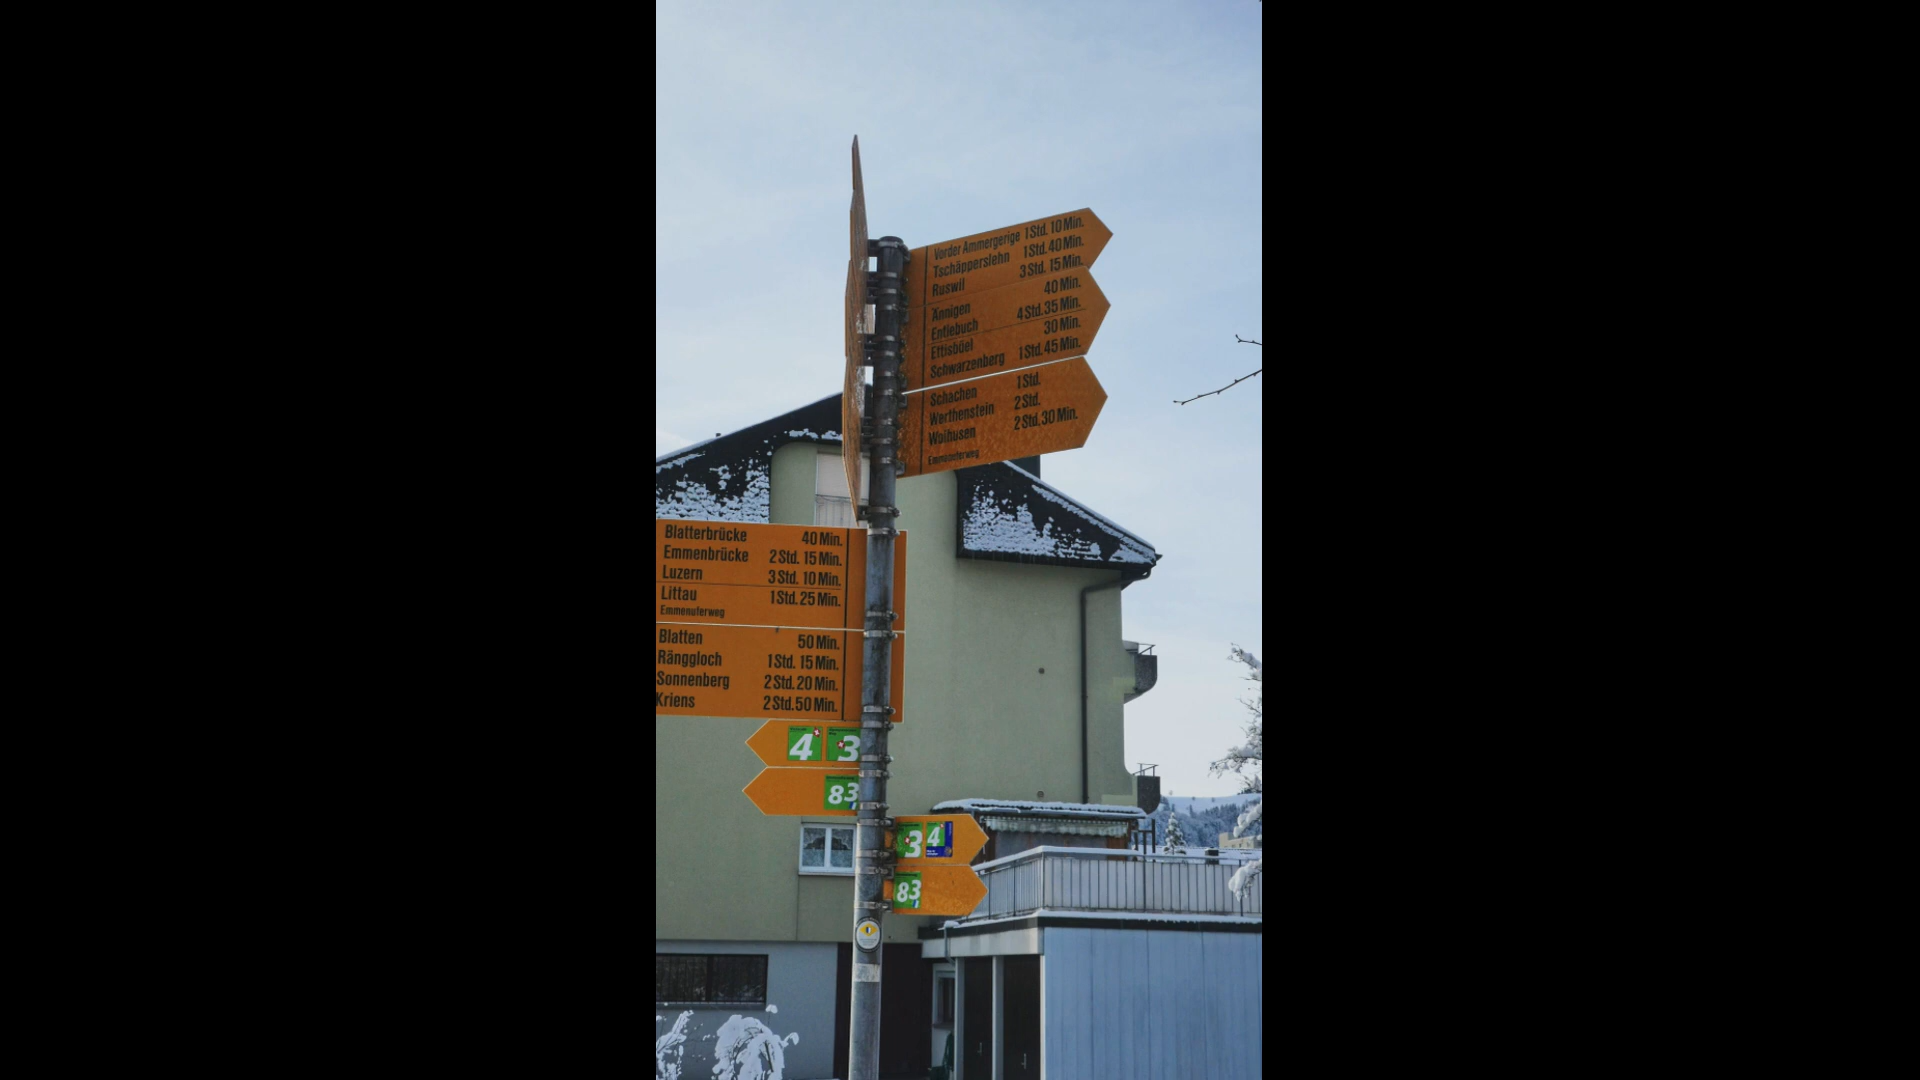 Vorder Ammergerige 1 Std. 10 Min.
Tschäpperslehn 1 Std. 40 Min.
Ruswil 3 Std. 15 Min.
Ännigen 40 Min.
Entlebuch 4 Std. 35 Min.
Ettisbüel 30 Min.
Schwarzenberg 1 Std. 45 Min.
Schachen 1 Std.
Werthenstein 2 Std.
Wolhusen 2 Std. 30 Min.
Emmenuferweg
Blatterbrücke 40 Min.
Emmenbrücke 2 Std. 15 Min.
Luzern 3 Std. 10 Min.
Littau 1 Std. 25 Min.
Emmenuferweg
Blatten 50 Min.
Ränggloch 1 Std. 15 Min.
Sonnenberg 2 Std. 20 Min.
Kriens 2 Std. 50 Min.
4 3
83
3 4
83